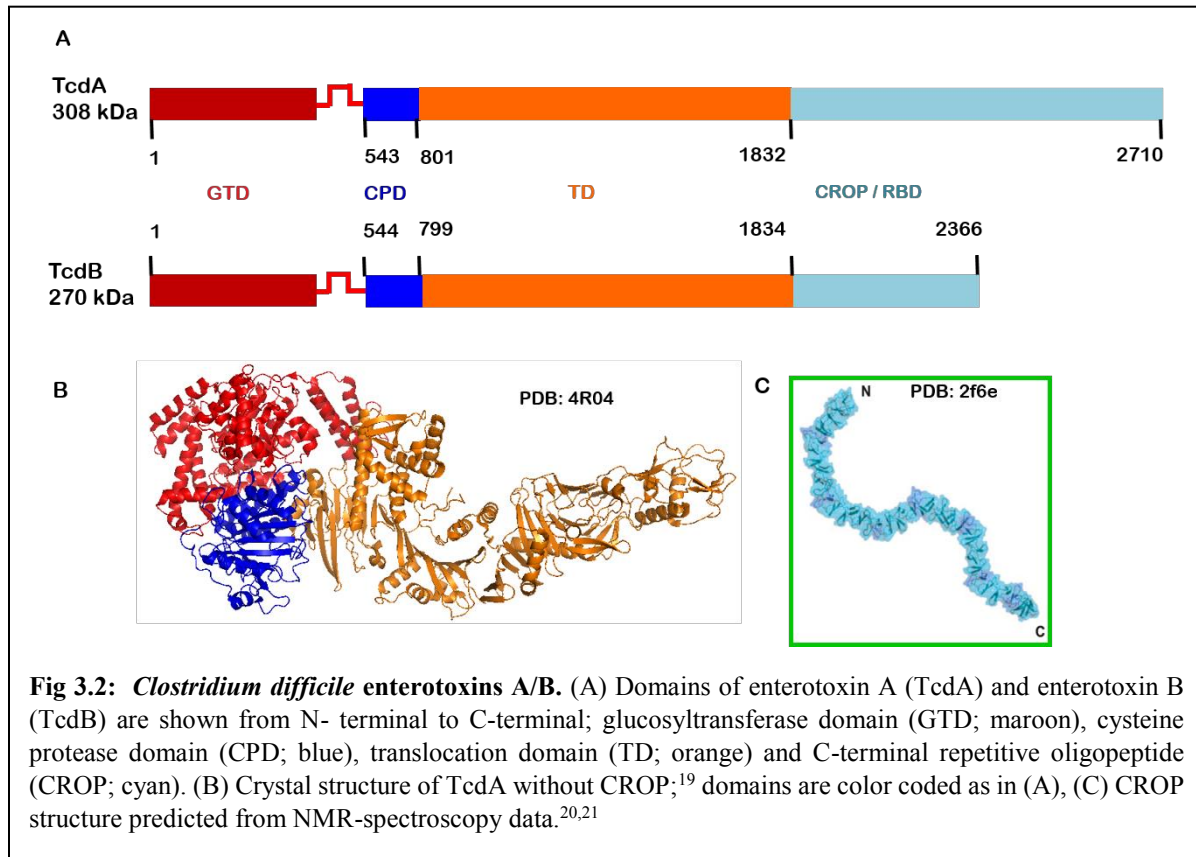 A
TcdA
308 kDa
1 543 801 1832 2710
GTD CPD TD CROP / RBD
1 544 799 1834 2366
TcdB
270 kDa
B
PDB: 4R04
C
PDB: 2f6e
N
C
Fig 3.2: Clostridium difficile enterotoxins A/B. (A) Domains of enterotoxin A (TcdA) and enterotoxin B
(TcdB) are shown from N- terminal to C-terminal; glucosyltransferase domain (GTD; maroon), cysteine
protease domain (CPD; blue), translocation domain (TD; orange) and C-terminal repetitive oligopeptide
(CROP; cyan). (B) Crystal structure of TcdA without CROP;19 domains are color coded as in (A), (C) CROP
structure predicted from NMR-spectroscopy data.20,21